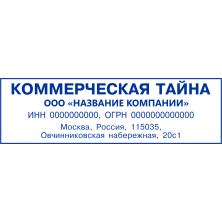 КОММЕРЧЕСКАЯ ТАЙНА
ООО «НАЗВАНИЕ КОМПАНИИ»
ИНН 0000000000, ОГРН 0000000000000
Москва, Россия, 115035,
Овчинниковская набережная, 20с1